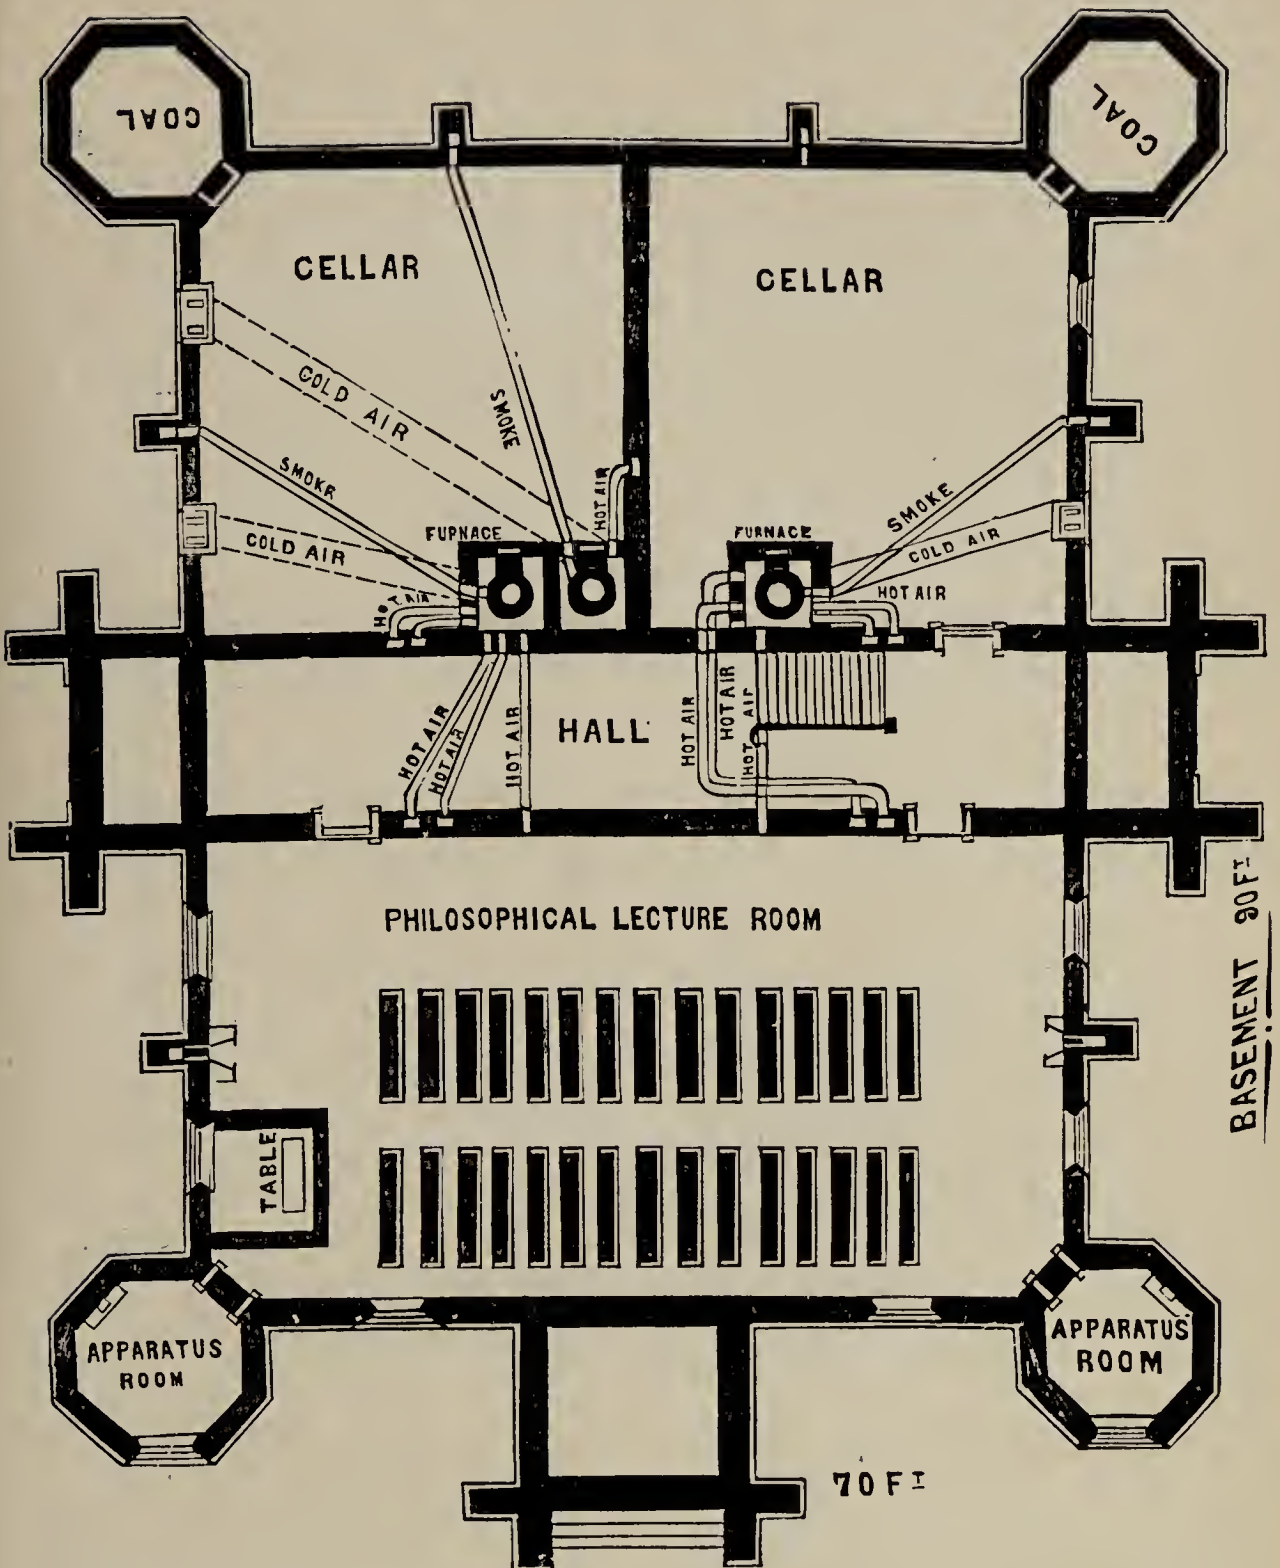 COAL
COAL
CELLAR
CELLAR
COLD AIR
SMOKE
SMOKE
HOT AIR
SMOKE
COLD AIR
FURNACE
FURNACE
COLD AIR
HOT AIR
HOT AIR
HOT AIR
HOT AIR
HOT AIR
HALL
HOT AIR
HOT AIR
HOT AIR
PHILOSOPHICAL LECTURE ROOM
BASEMENT 90FT
TABLE
APPARATUS
ROOM
APPARATUS
ROOM
70 FT